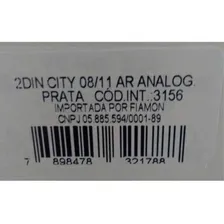 2DIN CITY 08/11 AR ANALOG.
PRATA CÓD.INT.:3156
IMPORTADA POR FIAMON
CNPJ 05.885.594/0001-89
7 898478 321788